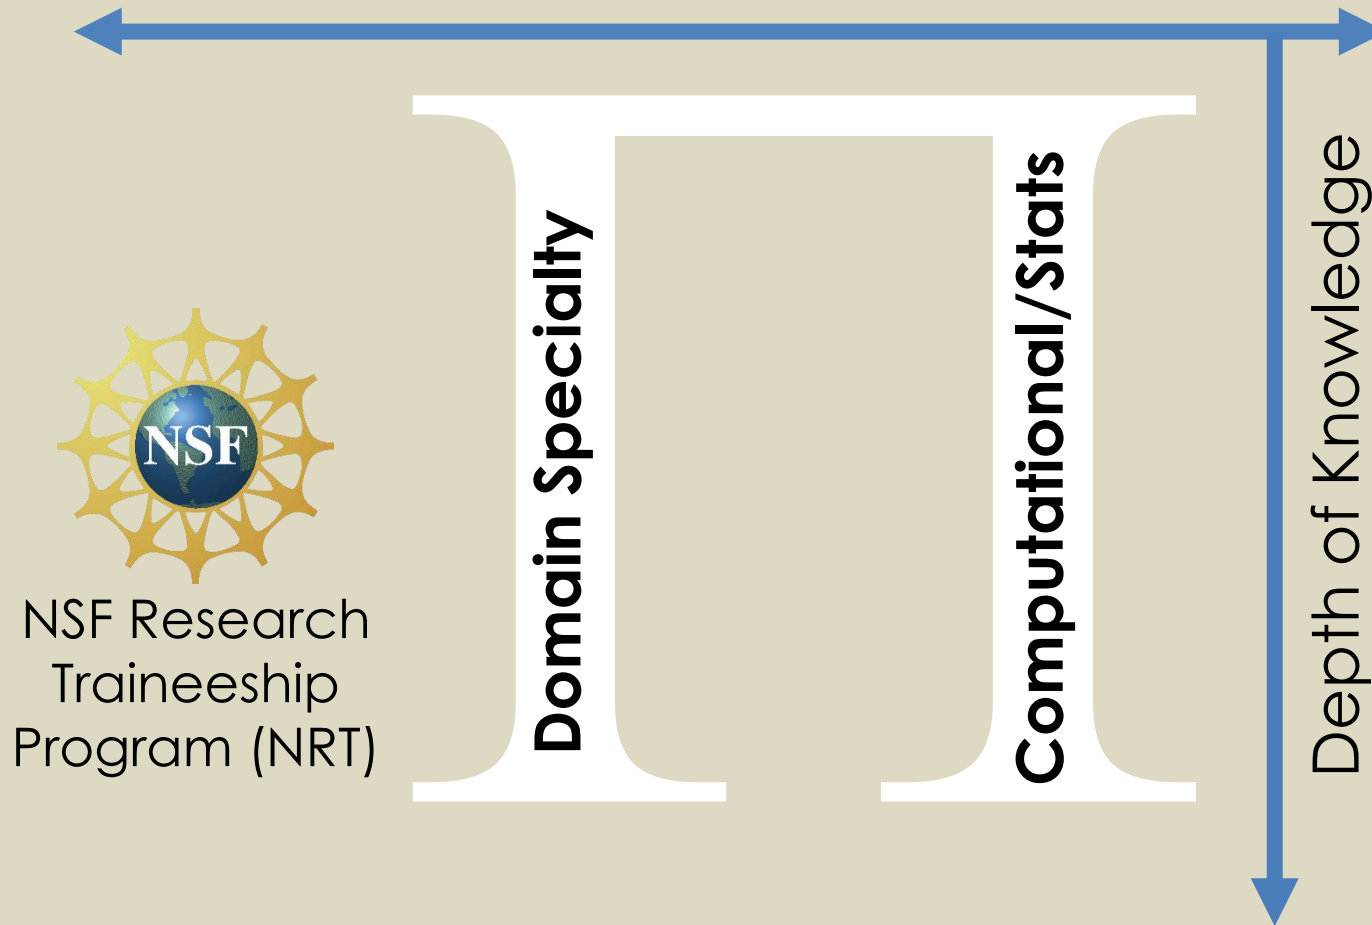 Domain Specialty
Computational/Stats
Depth of Knowledge
NSF
NSF Research
Traineeship
Program (NRT)